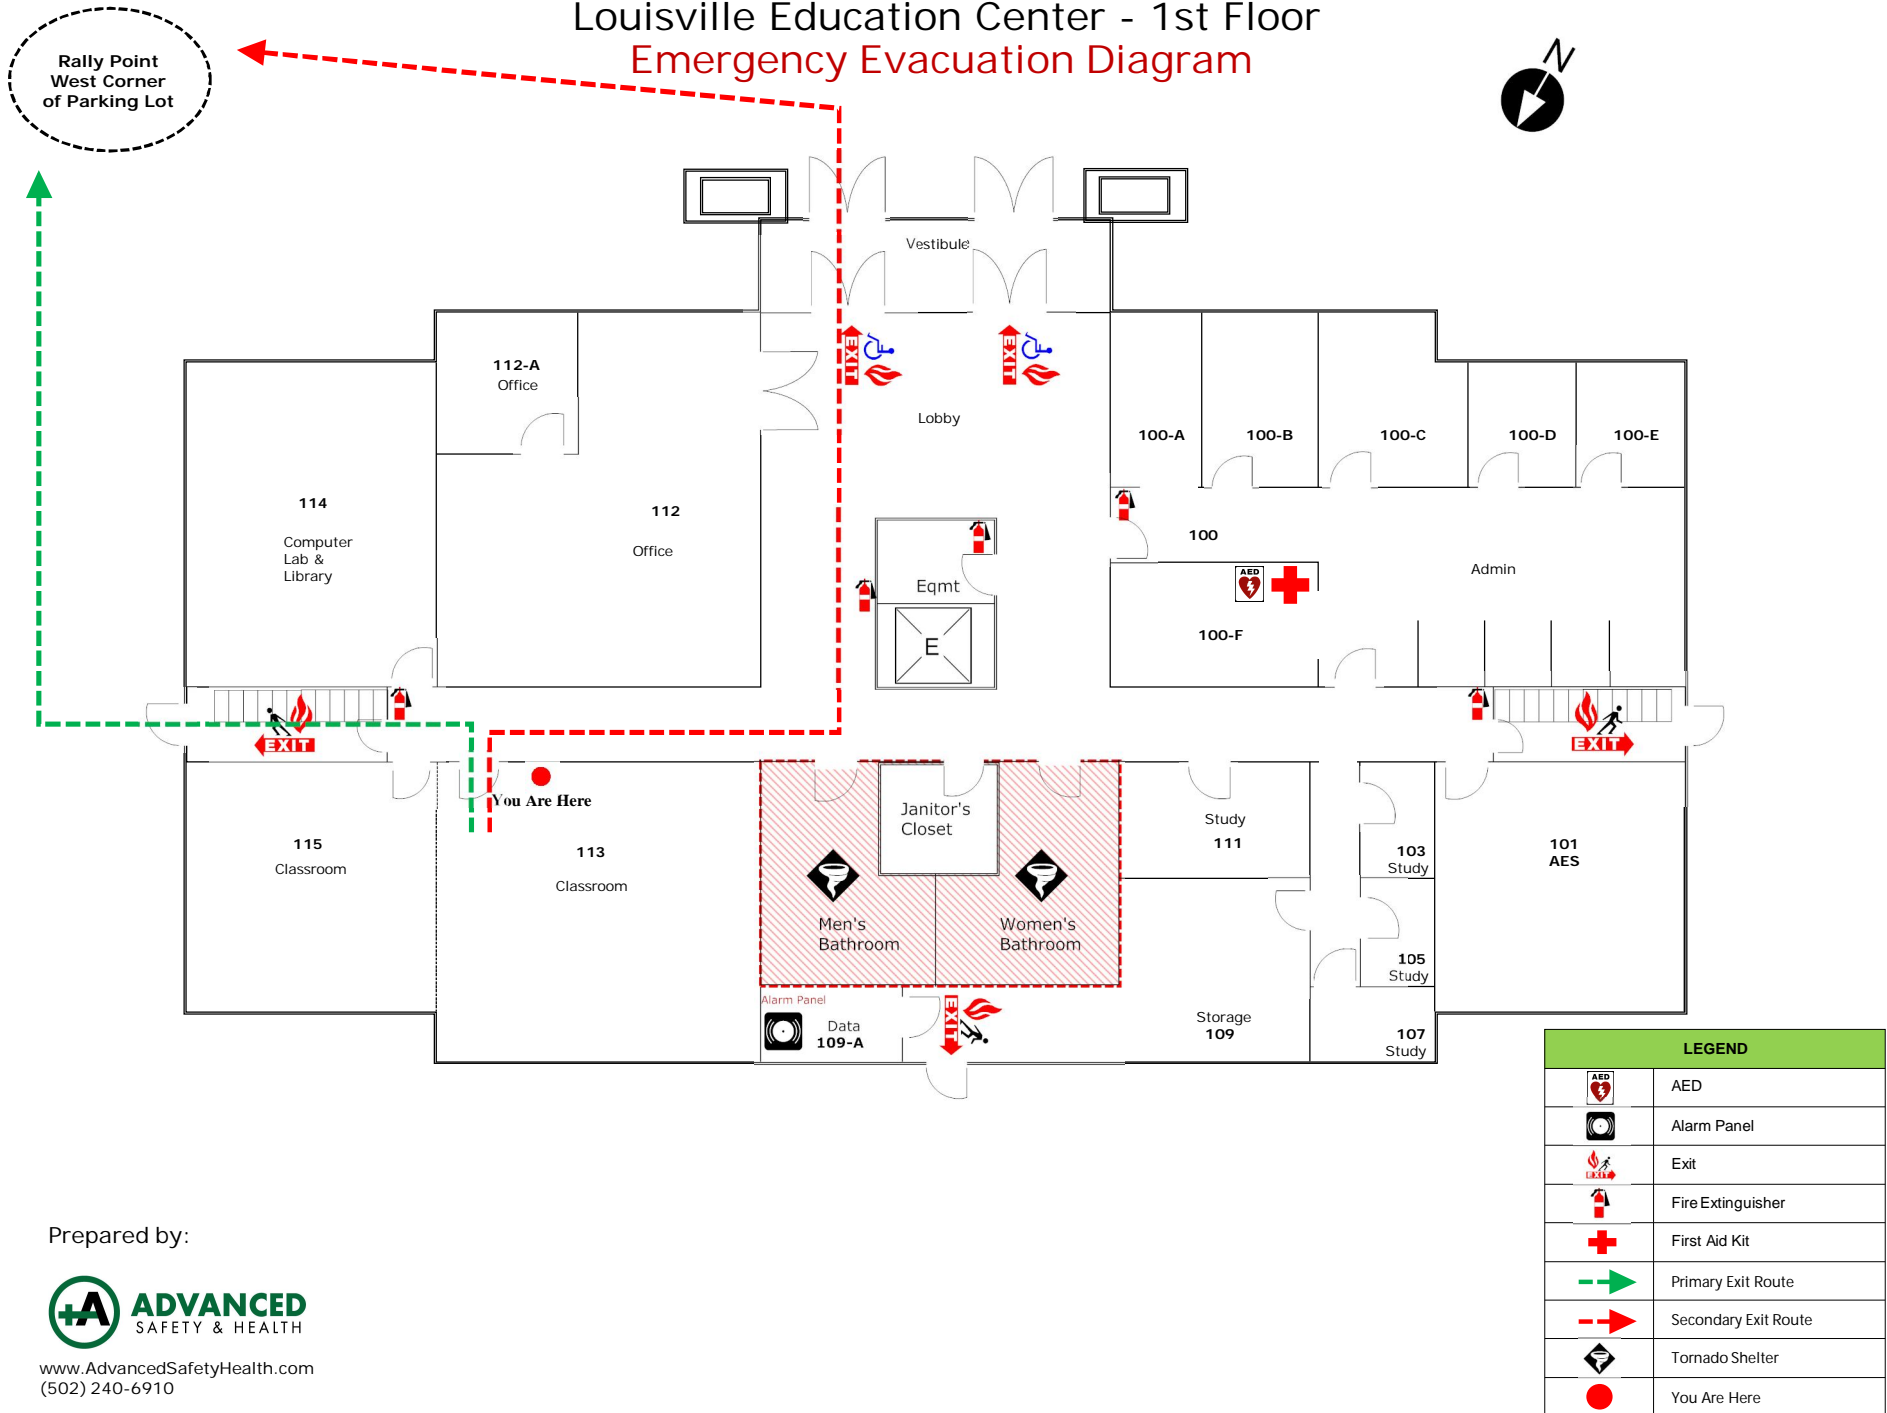 Louisville Education Center - 1st Floor
Emergency Evacuation Diagram
Rally Point
West Corner
of Parking Lot
N
Vestibule
EXIT
EXIT
112-A
Office
Lobby
100-A
100-B
100-C
100-D
100-E
114
Computer
Lab &
Library
112
Office
100
Eqmt
AED
Admin
E
100-F
EXIT
EXIT
You Are Here
115
Classroom
113
Classroom
Janitor's
Closet
Study
111
103
Study
101
AES
Men's
Bathroom
Women's
Bathroom
105
Study
Alarm Panel
Data
109-A
EXIT
Storage
109
107
Study
LEGEND
AED
AED
Alarm Panel
EXIT
Exit
Fire Extinguisher
First Aid Kit
Primary Exit Route
Secondary Exit Route
Tornado Shelter
You Are Here
Prepared by:
+A ADVANCED
SAFETY & HEALTH
www.AdvancedSafetyHealth.com
(502) 240-6910